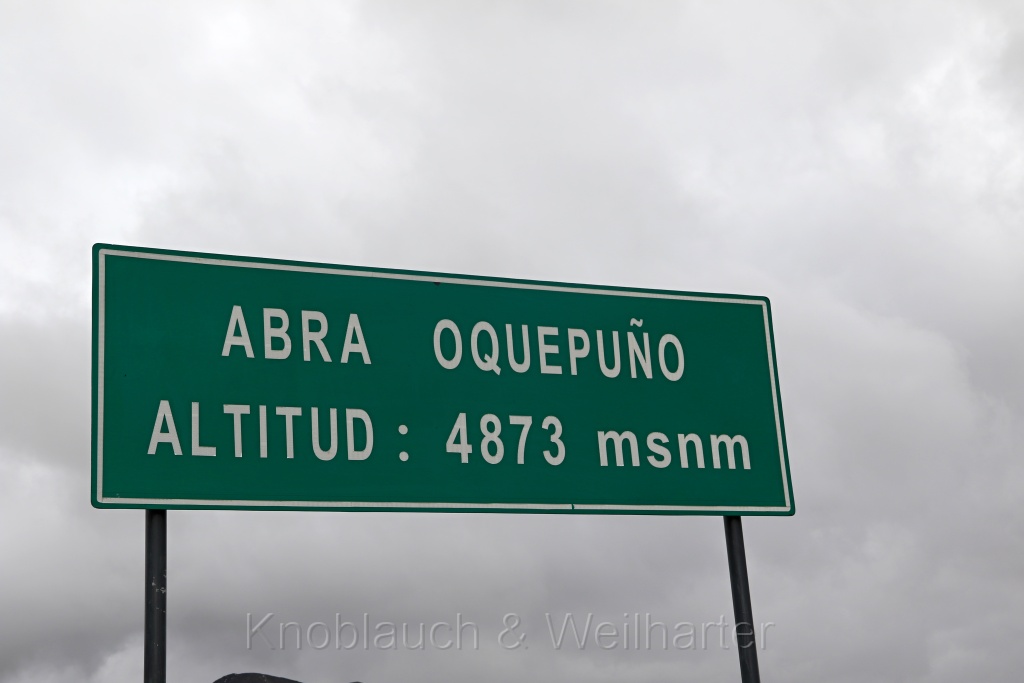 ABRA OQUEPUÑO
ALTITUD : 4873 msnm
Knoblauch & Weilharter